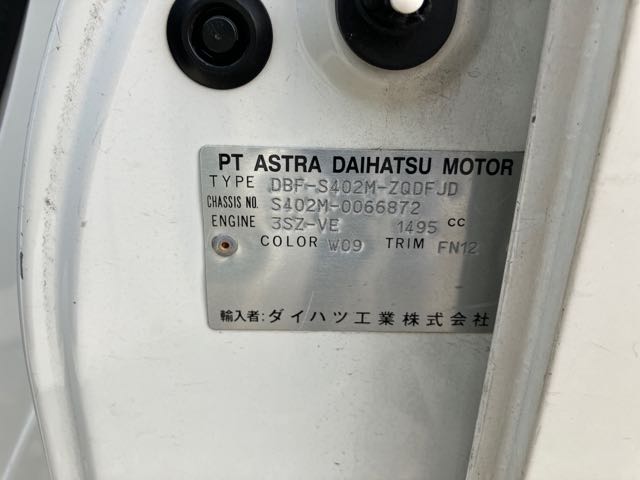 PT ASTRA DAIHATSU MOTOR
TYPE DBF-S402M-ZQDFJD
CHASSIS NO. S402M-0066872
ENGINE 3SZ-VE 1495 CC
COLOR W09 TRIM FN12
輸入者:ダイハツ工業株式会社